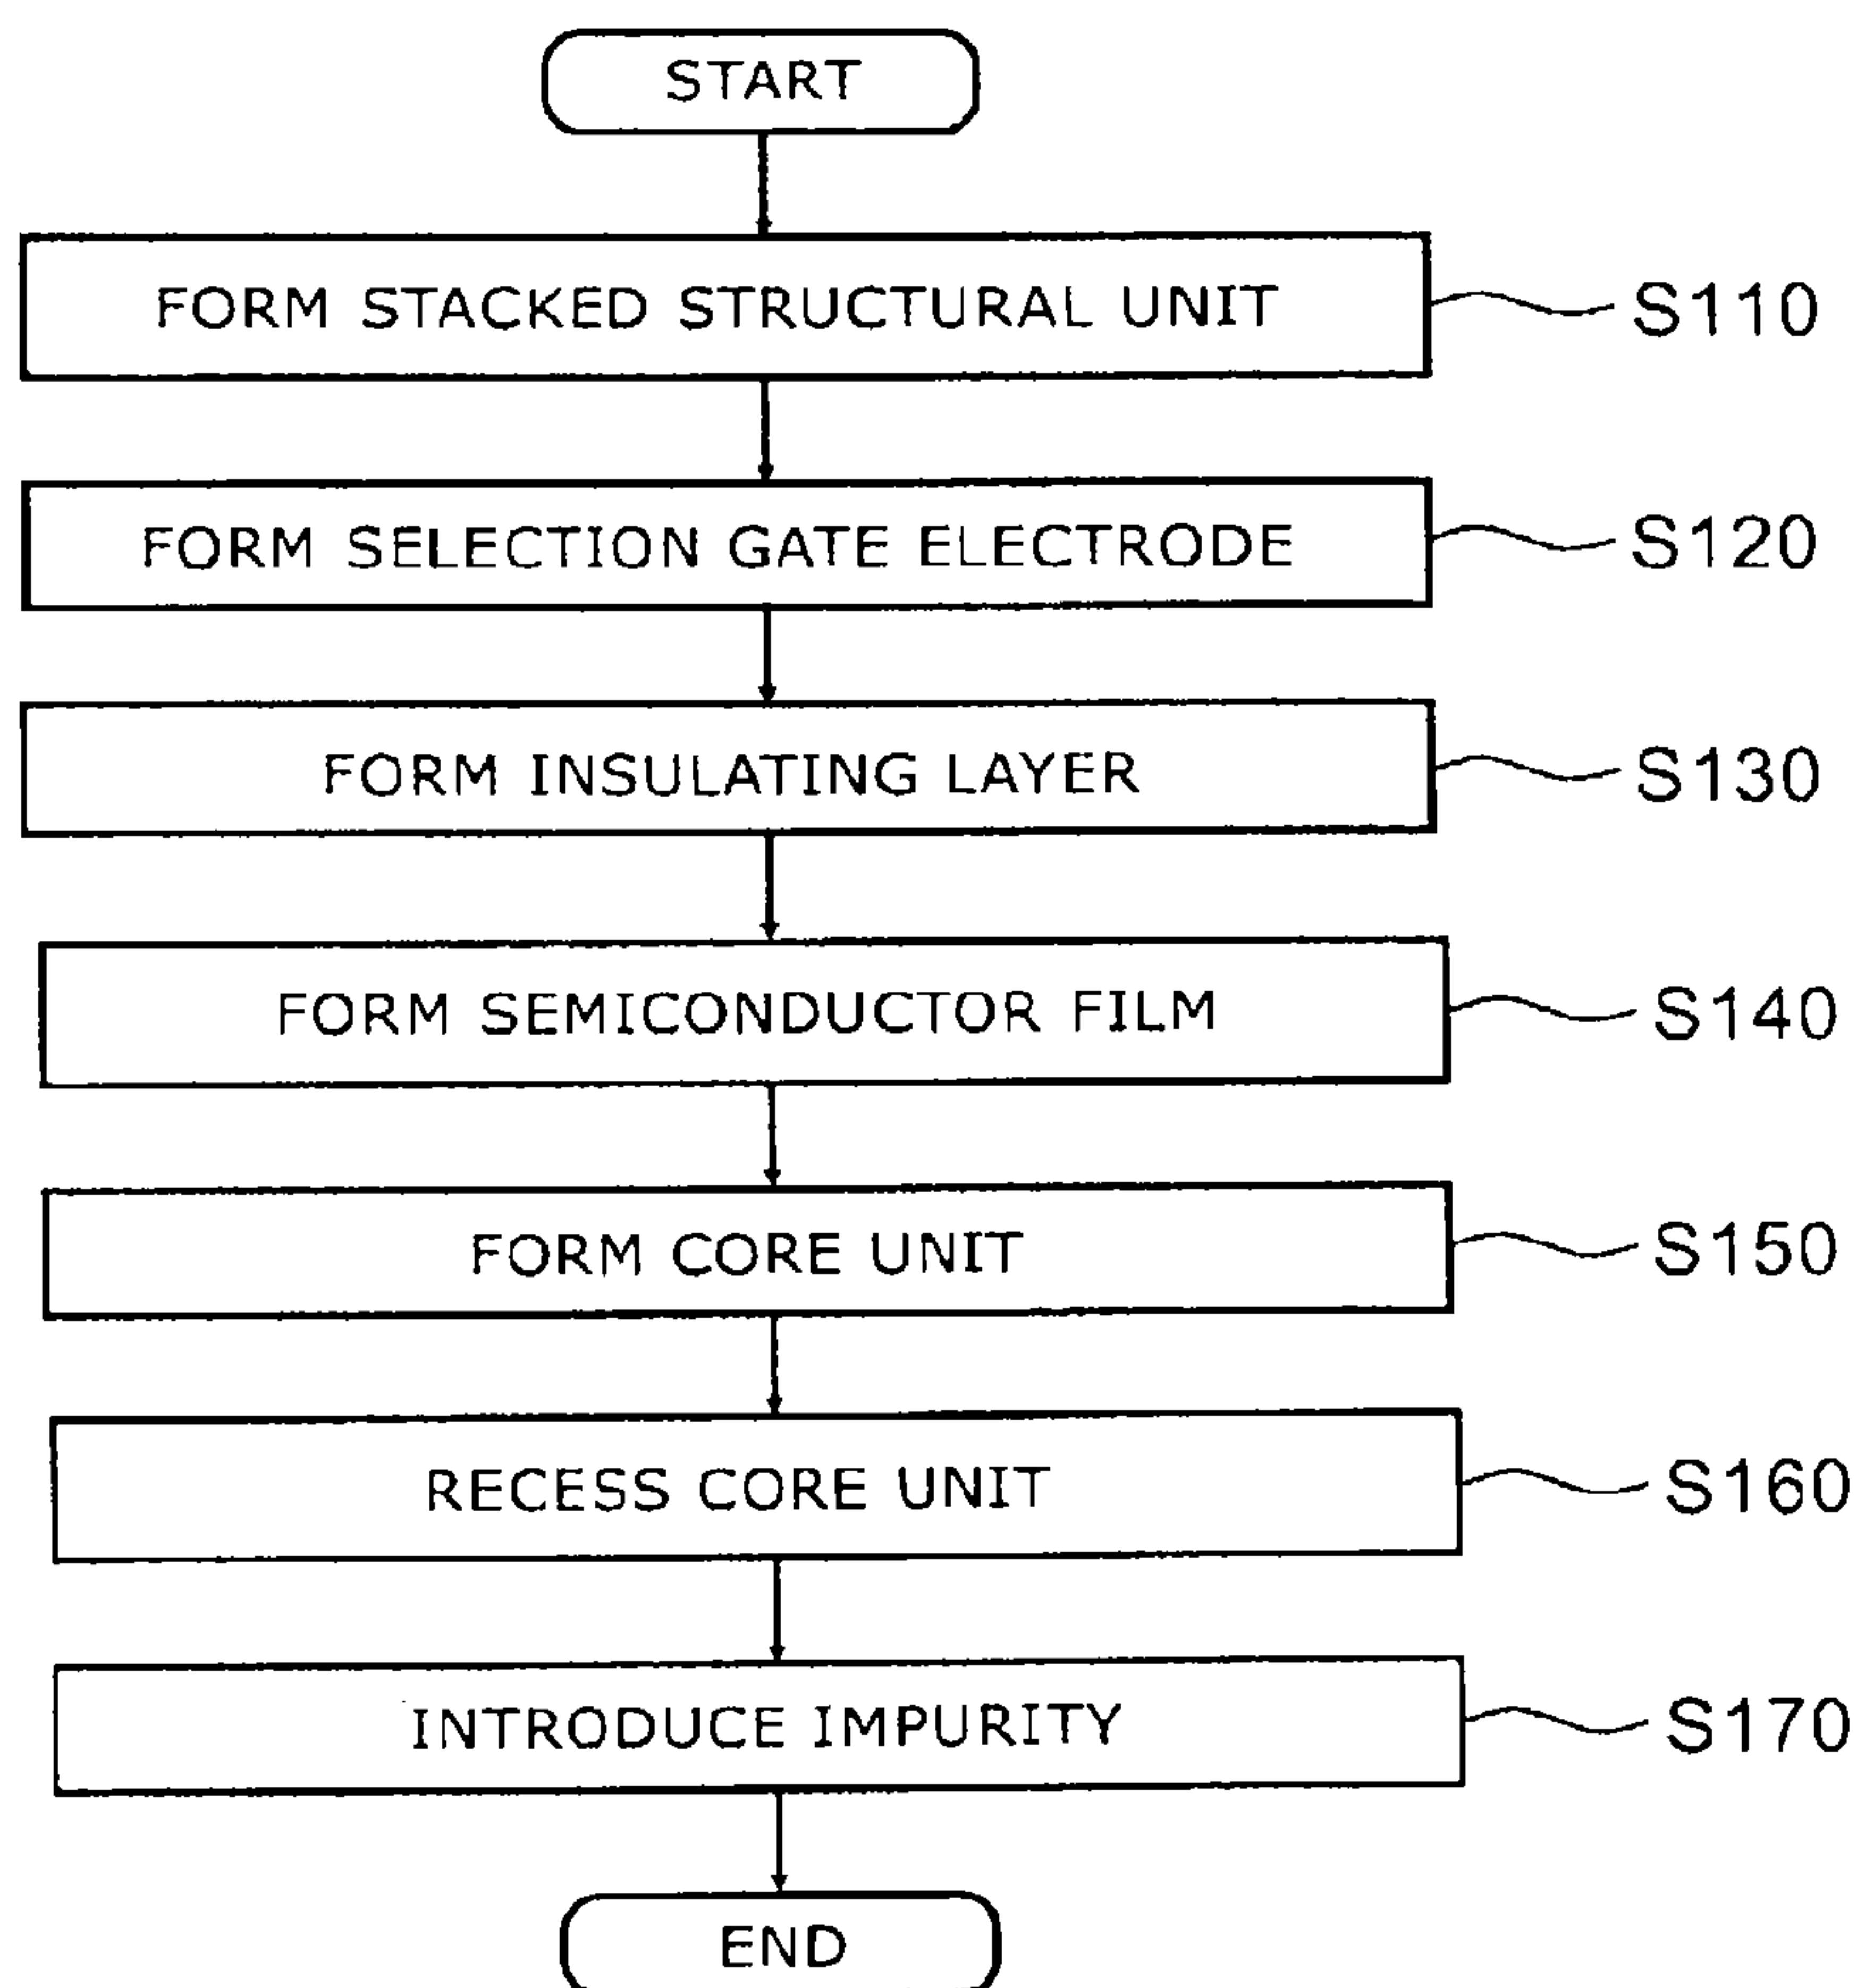 START
FORM STACKED STRUCTURAL UNIT
S110
FORM SELECTION GATE ELECTRODE
S120
FORM INSULATING LAYER
S130
FORM SEMICONDUCTOR FILM
S140
FORM CORE UNIT
S150
RECESS CORE UNIT
S160
INTRODUCE IMPURITY
S170
END